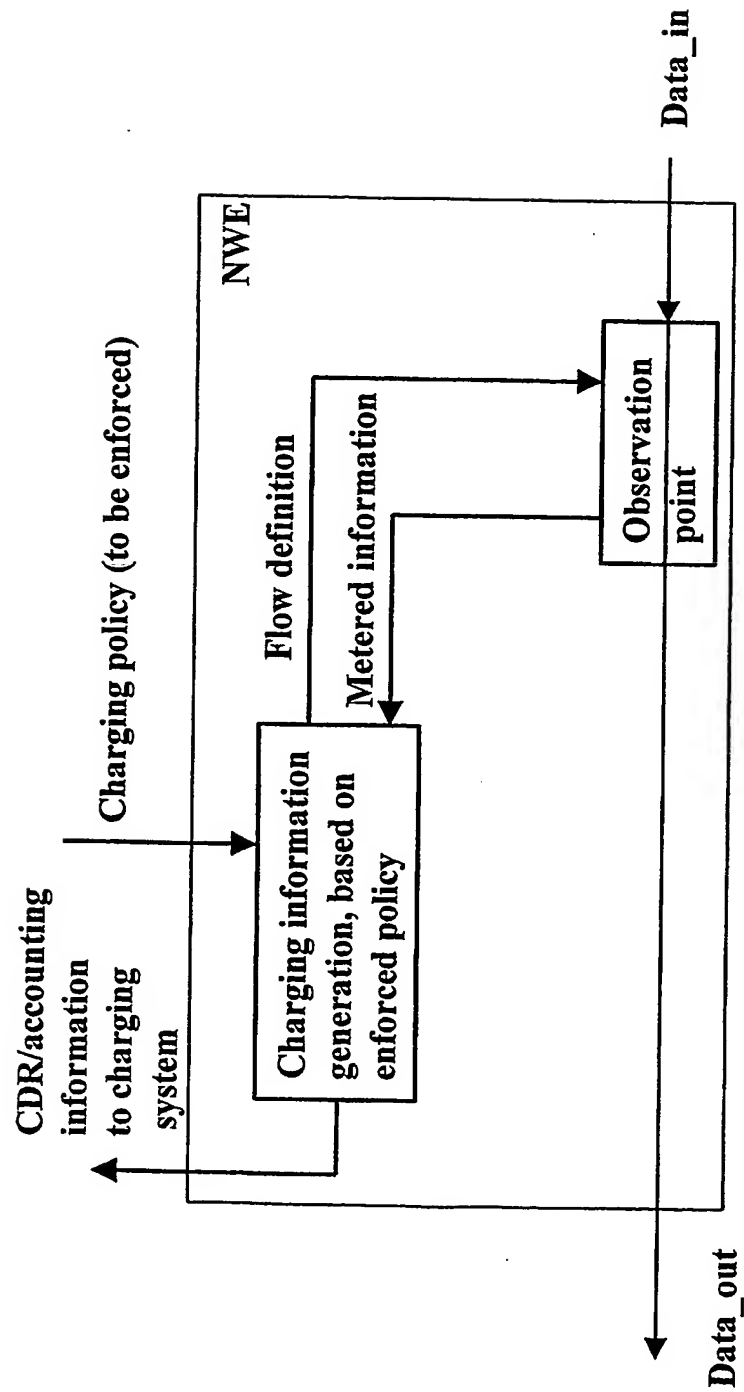 CDR/accounting
information
to charging
system
Charging policy (to be enforced)
NWE
Charging information
generation, based on
enforced policy
Flow definition
Metered information
Observation
point
Data_in
Data_out